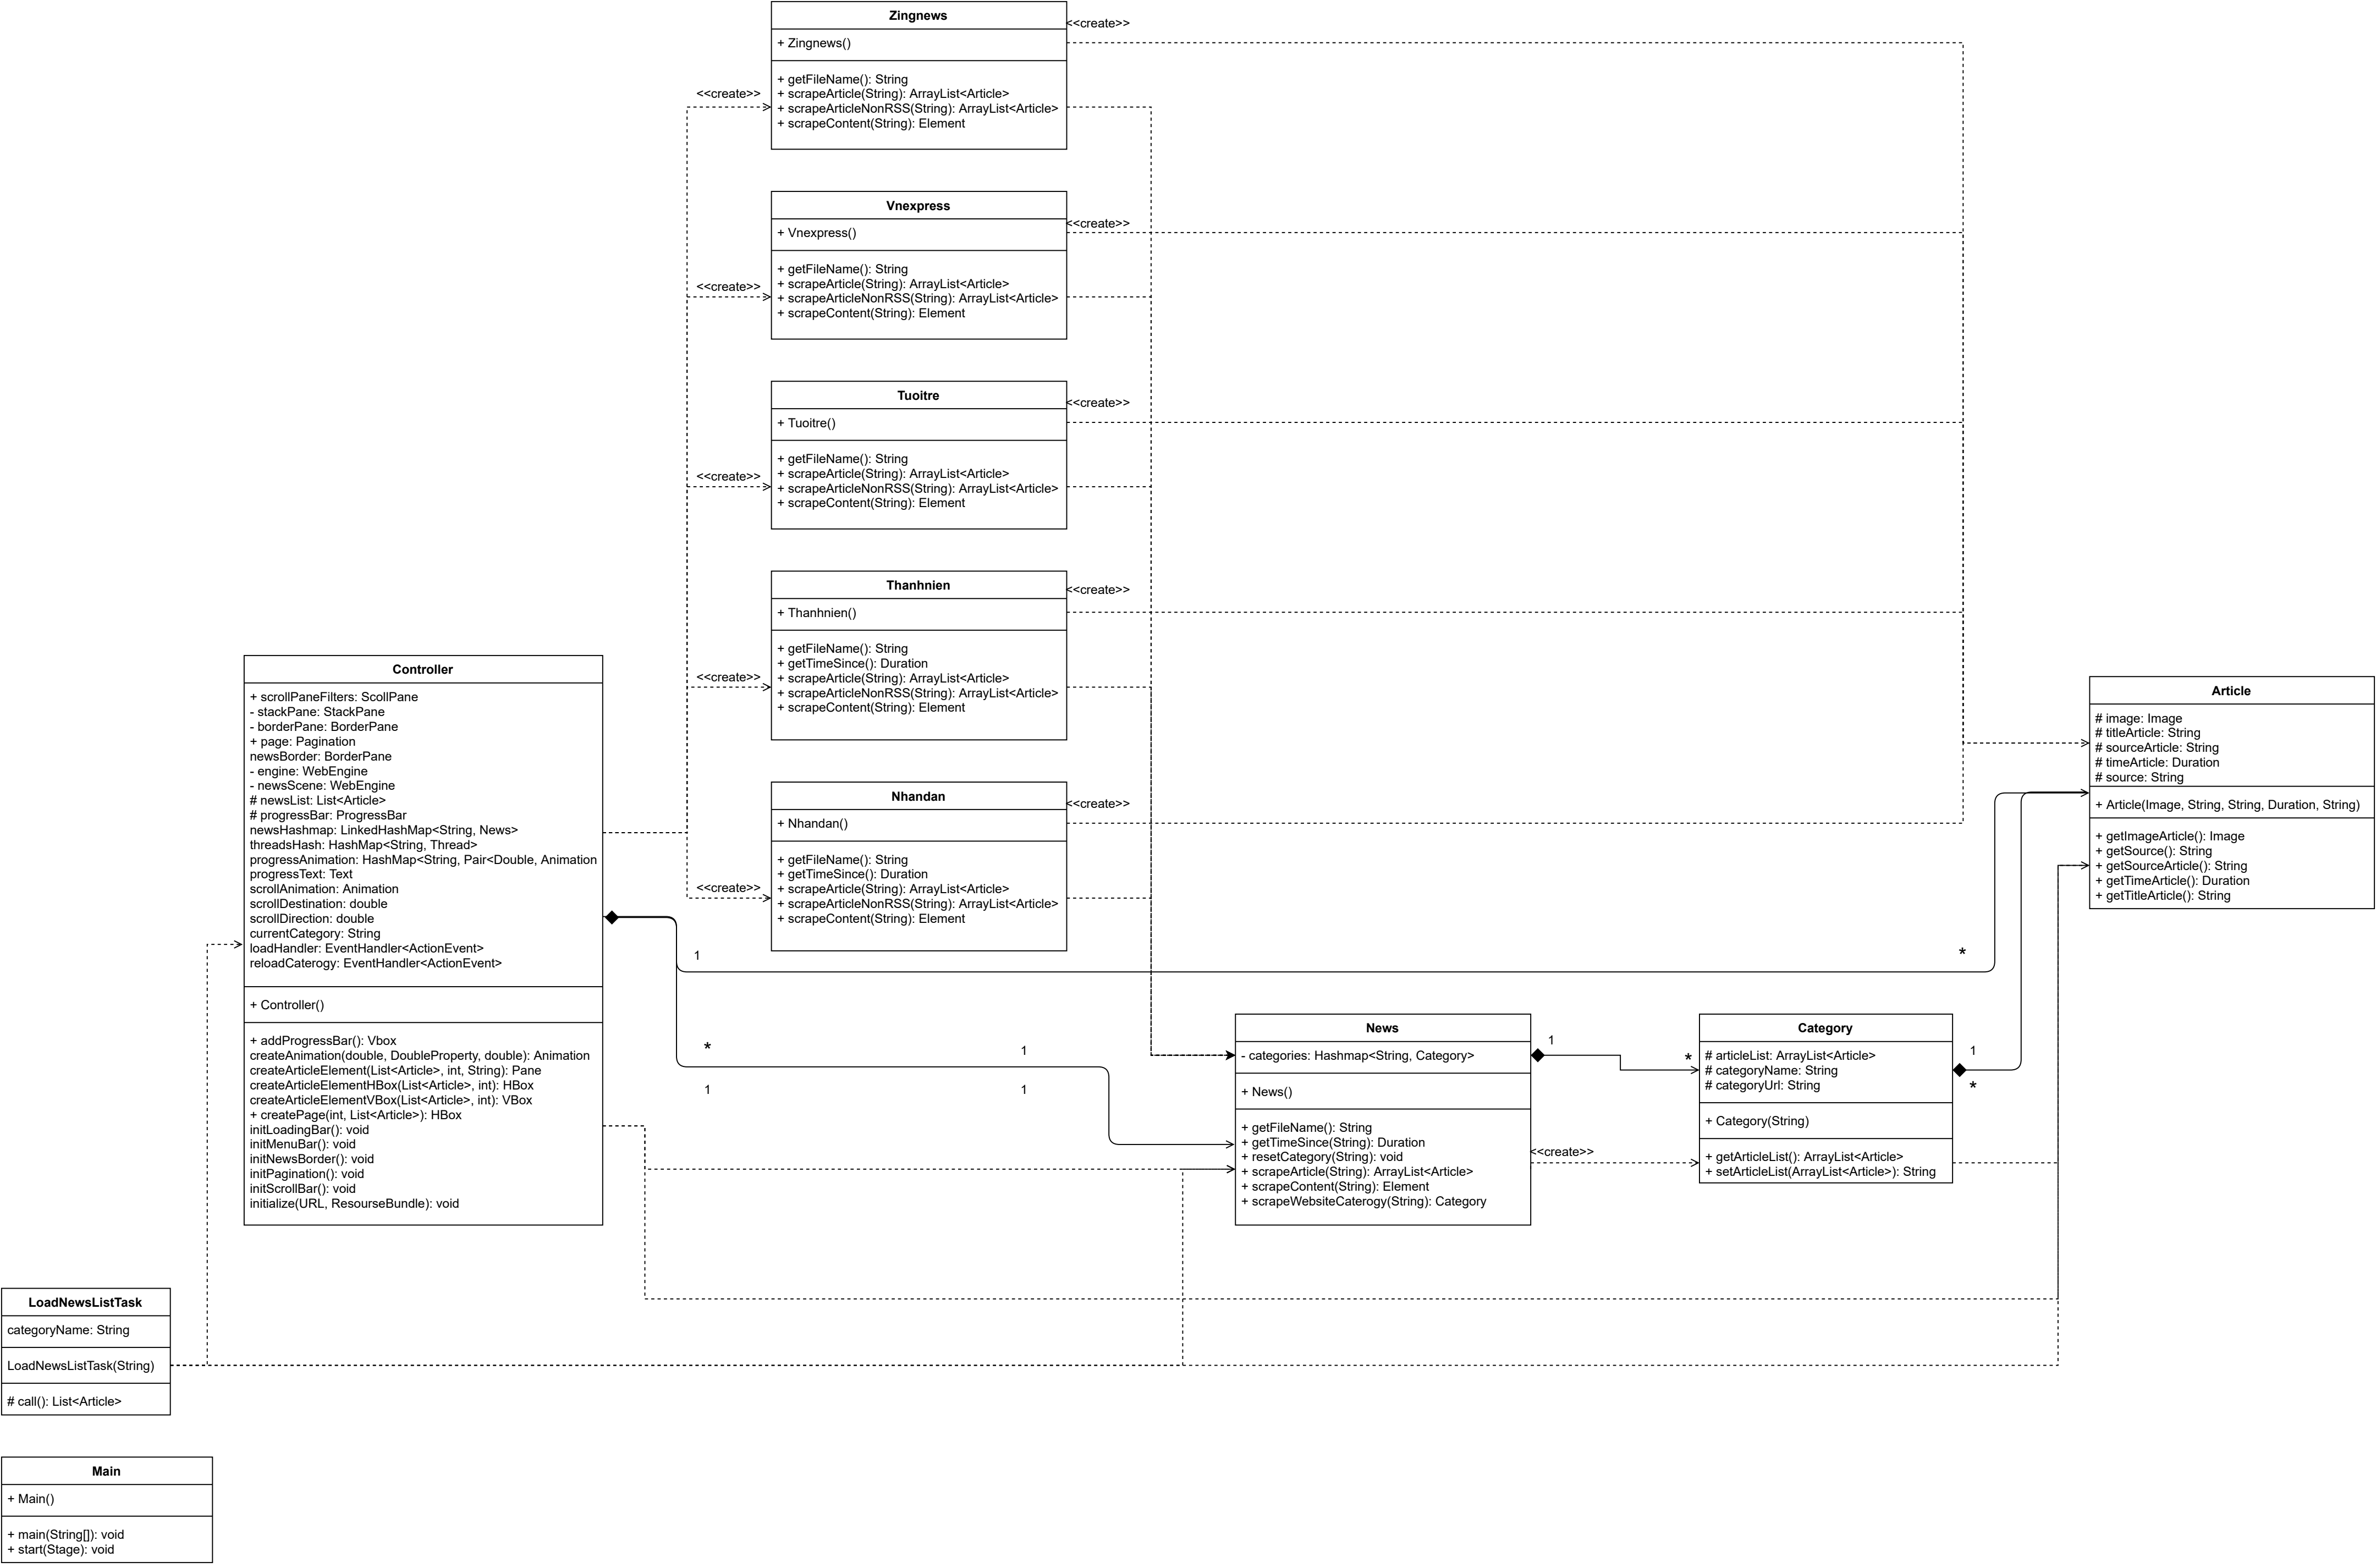 Zingnews
+ Zingnews()
+ getFileName(): String
+ scrapeArticle(String): ArrayList<Article>
+ scrapeArticleNonRSS(String): ArrayList<Article>
+ scrapeContent(String): Element
<<create>>
<<create>>
Vnexpress
+ Vnexpress()
+ getFileName(): String
+ scrapeArticle(String): ArrayList<Article>
+ scrapeArticleNonRSS(String): ArrayList<Article>
+ scrapeContent(String): Element
<<create>>
<<create>>
Tuoitre
+ Tuoitre()
+ getFileName(): String
+ scrapeArticle(String): ArrayList<Article>
+ scrapeArticleNonRSS(String): ArrayList<Article>
+ scrapeContent(String): Element
<<create>>
<<create>>
Thanhnien
+ Thanhnien()
+ getFileName(): String
+ getTimeSince(): Duration
+ scrapeArticle(String): ArrayList<Article>
+ scrapeArticleNonRSS(String): ArrayList<Article>
+ scrapeContent(String): Element
<<create>>
<<create>>
Nhandan
+ Nhandan()
+ getFileName(): String
+ getTimeSince(): Duration
+ scrapeArticle(String): ArrayList<Article>
+ scrapeArticleNonRSS(String): ArrayList<Article>
+ scrapeContent(String): Element
<<create>>
<<create>>
Controller
+ scrollPaneFilters: ScollPane
- stackPane: StackPane
- borderPane: BorderPane
+ page: Pagination
newsBorder: BorderPane
- engine: WebEngine
- newsScene: WebEngine
# newsList: List<Article>
# progressBar: ProgressBar
newsHashmap: LinkedHashMap<String, News>
threadsHash: HashMap<String, Thread>
progressAnimation: HashMap<String, Pair<Double, Animation
progressText: Text
scrollAnimation: Animation
scrollDestination: double
scrollDirection: double
currentCategory: String
loadHandler: EventHandler<ActionEvent>
reloadCaterogy: EventHandler<ActionEvent>
+ Controller()
+ addProgressBar(): Vbox
createAnimation(double, DoubleProperty, double): Animation
createArticleElement(List<Article>, int, String): Pane
createArticleElementHBox(List<Article>, int): HBox
createArticleElementVBox(List<Article>, int): VBox
+ createPage(int, List<Article>): HBox
initLoadingBar(): void
initMenuBar(): void
initNewsBorder(): void
initPagination(): void
initScrollBar(): void
initialize(URL, ResourseBundle): void
1
*
*
1
1
1
Article
# image: Image
# titleArticle: String
# sourceArticle: String
# timeArticle: Duration
# source: String
+ Article(Image, String, String, Duration, String)
+ getImageArticle(): Image
+ getSource(): String
+ getSourceArticle(): String
+ getTimeArticle(): Duration
+ getTitleArticle(): String
News
- categories: Hashmap<String, Category>
+ News()
+ getFileName(): String
+ getTimeSince(String): Duration
+ resetCategory(String): void
+ scrapeArticle(String): ArrayList<Article>
+ scrapeContent(String): Element
+ scrapeWebsiteCaterogy(String): Category
1
*
<<create>>
Category
# articleList: ArrayList<Article>
# categoryName: String
# categoryUrl: String
+ Category(String)
+ getArticleList(): ArrayList<Article>
+ setArticleList(ArrayList<Article>): String
1
*
LoadNewsListTask
categoryName: String
LoadNewsListTask(String)
# call(): List<Article>
Main
+ Main()
+ main(String[]): void
+ start(Stage): void